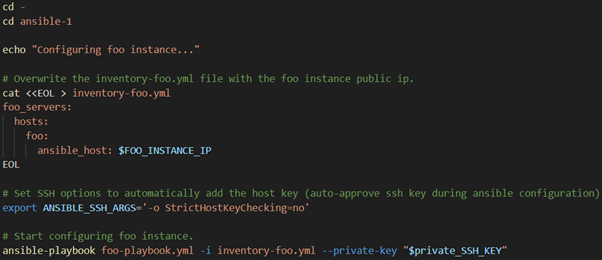 cd -
cd ansible-1
echo "Configuring foo instance..."
# Overwrite the inventory-foo.yml file with the foo instance public ip.
cat <<EOL > inventory-foo.yml
foo_servers:
  hosts:
    foo:
      ansible_host: $FOO_INSTANCE_IP
EOL
# Set SSH options to automatically add the host key (auto-approve ssh key during ansible configuration)
export ANSIBLE_SSH_ARGS='-o StrictHostKeyChecking=no'
# Start configuring foo instance.
ansible-playbook foo-playbook.yml -i inventory-foo.yml --private-key "$private_SSH_KEY"